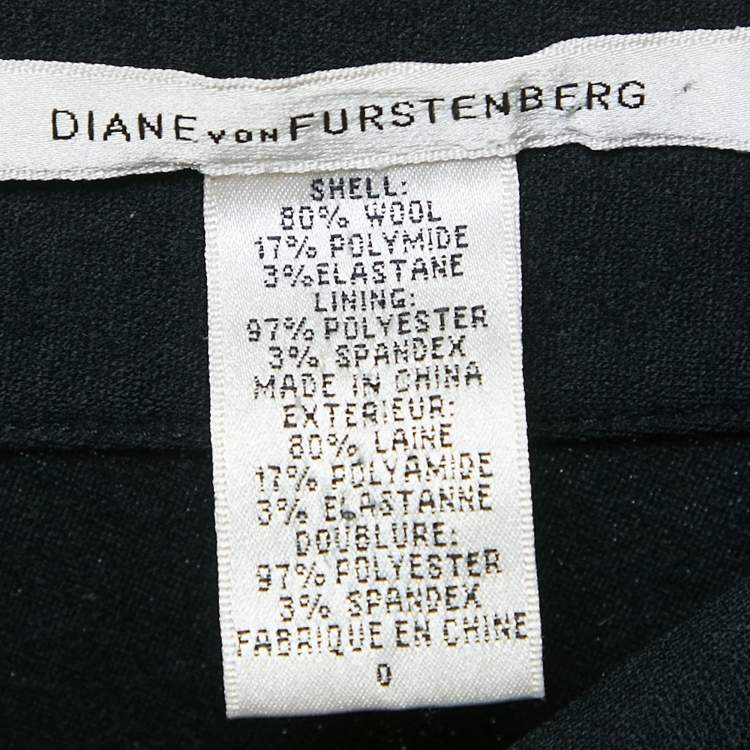 DIANE VON FURSTENBERG
SHELL:
80% WOOL
17% POLYMIDE
3%ELASTANE
LINING:
97% POLYESTER
3% SPANDEX
MADE IN CHINA
EXTERIEUR:
80% LAINE
17% POLYAMIDE
3% ELASTANNE
DOUBLURE:
97% POLYESTER
3% SPANDEX
FABRIQUE EN CHINE
0